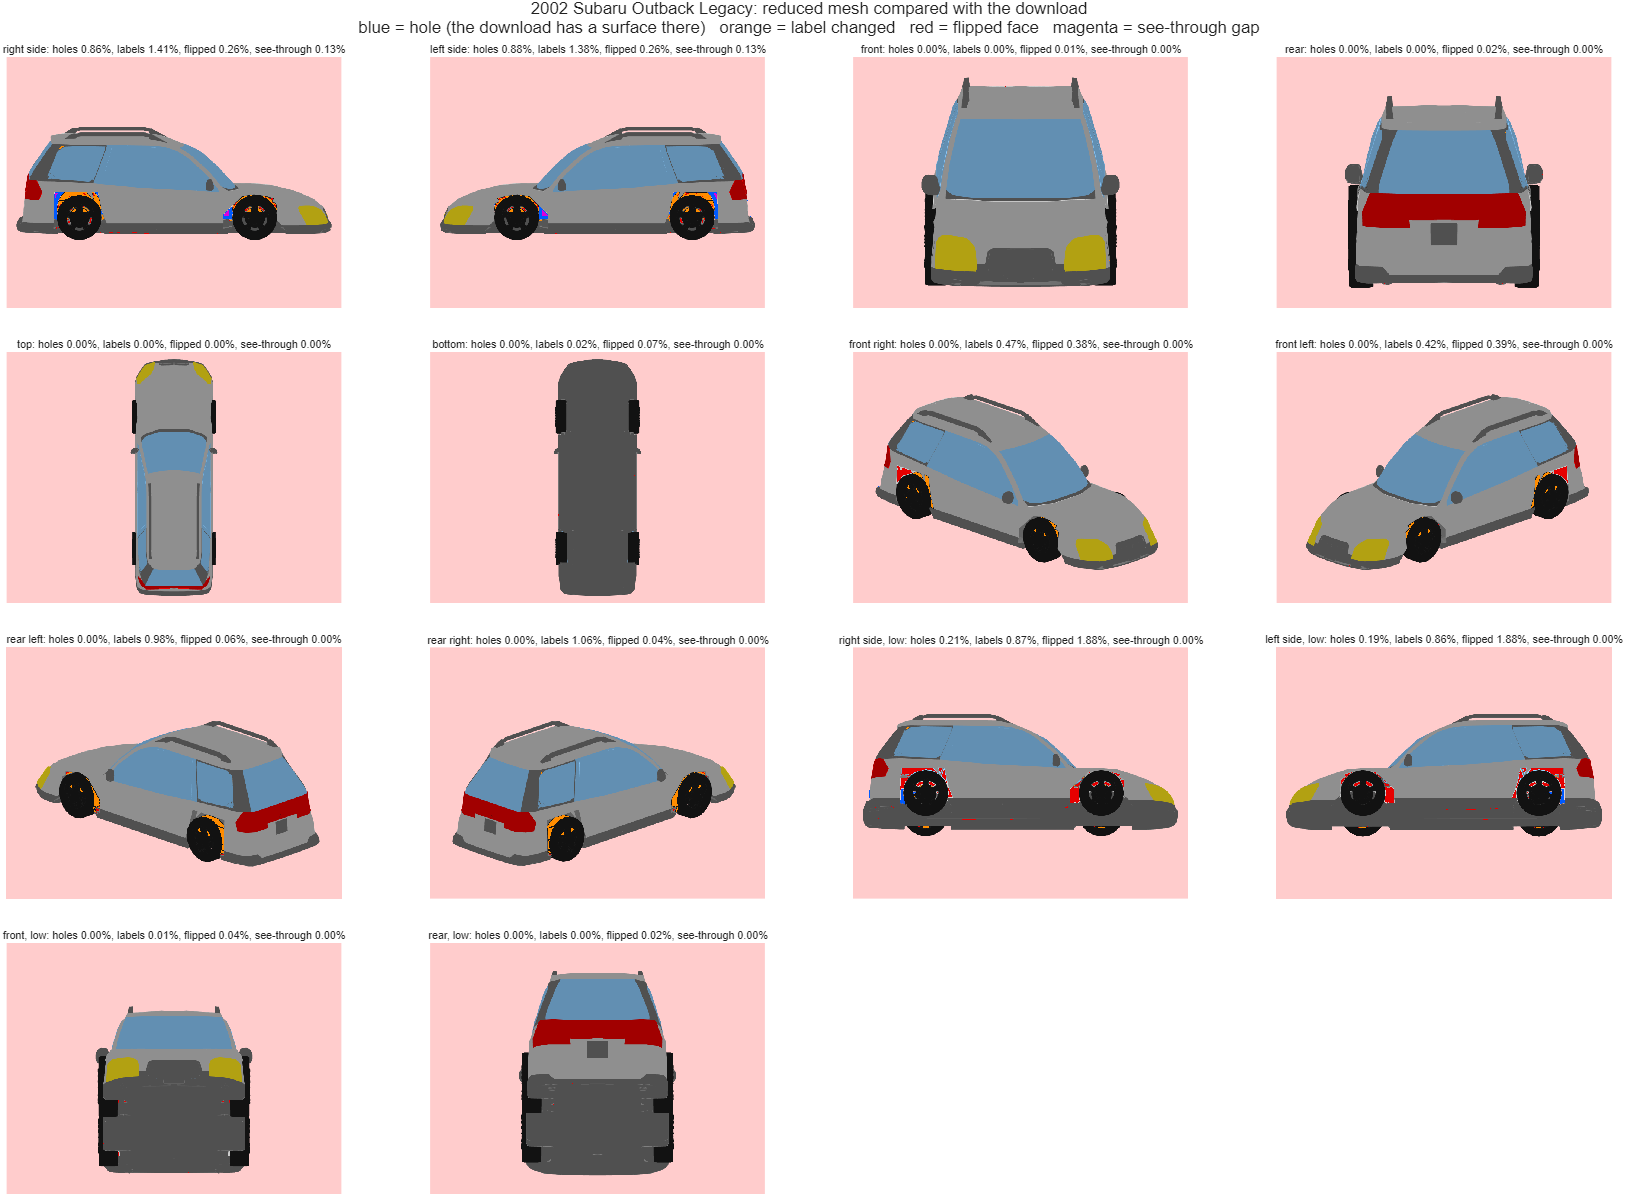 2002 Subaru Outback Legacy: reduced mesh compared with the download
blue = hole (the download has a surface there)   orange = label changed   red = flipped face   magenta = see-through gap
right side: holes 0.86%, labels 1.41%, flipped 0.26%, see-through 0.13%
left side: holes 0.88%, labels 1.38%, flipped 0.26%, see-through 0.13%
front: holes 0.00%, labels 0.00%, flipped 0.01%, see-through 0.00%
rear: holes 0.00%, labels 0.00%, flipped 0.02%, see-through 0.00%
top: holes 0.00%, labels 0.00%, flipped 0.00%, see-through 0.00%
bottom: holes 0.00%, labels 0.02%, flipped 0.07%, see-through 0.00%
front right: holes 0.00%, labels 0.47%, flipped 0.38%, see-through 0.00%
front left: holes 0.00%, labels 0.42%, flipped 0.39%, see-through 0.00%
rear left: holes 0.00%, labels 0.98%, flipped 0.06%, see-through 0.00%
rear right: holes 0.00%, labels 1.06%, flipped 0.04%, see-through 0.00%
right side, low: holes 0.21%, labels 0.87%, flipped 1.88%, see-through 0.00%
left side, low: holes 0.19%, labels 0.86%, flipped 1.88%, see-through 0.00%
front, low: holes 0.00%, labels 0.01%, flipped 0.04%, see-through 0.00%
rear, low: holes 0.00%, labels 0.00%, flipped 0.02%, see-through 0.00%